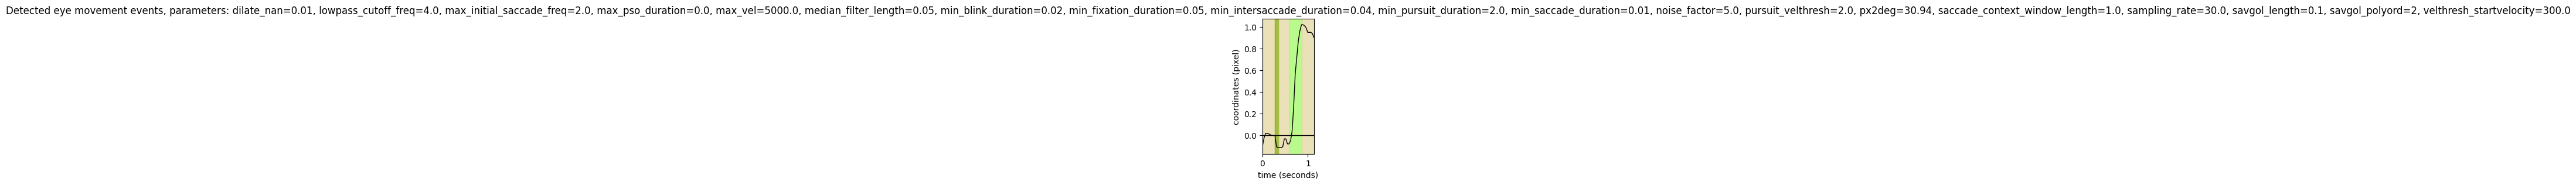 Detected eye movement events, parameters: dilate_nan=0.01, lowpass_cutoff_freq=4.0, max_initial_saccade_freq=2.0, max_pso_duration=0.0, max_vel=5000.0, median_filter_length=0.05, min_blink_duration=0.02, min_fixation_duration=0.05, min_intersaccade_duration=0.04, min_pursuit_duration=2.0, min_saccade_duration=0.01, noise_factor=5.0, pursuit_velthresh=2.0, px2deg=30.94, saccade_context_window_length=1.0, sampling_rate=30.0, savgol_length=0.1, savgol_polyord=2, velthresh_startvelocity=300.0
coordinates (pixel)
1.0
0.8
0.6
0.4
0.2
0.0
0 1
time (seconds)